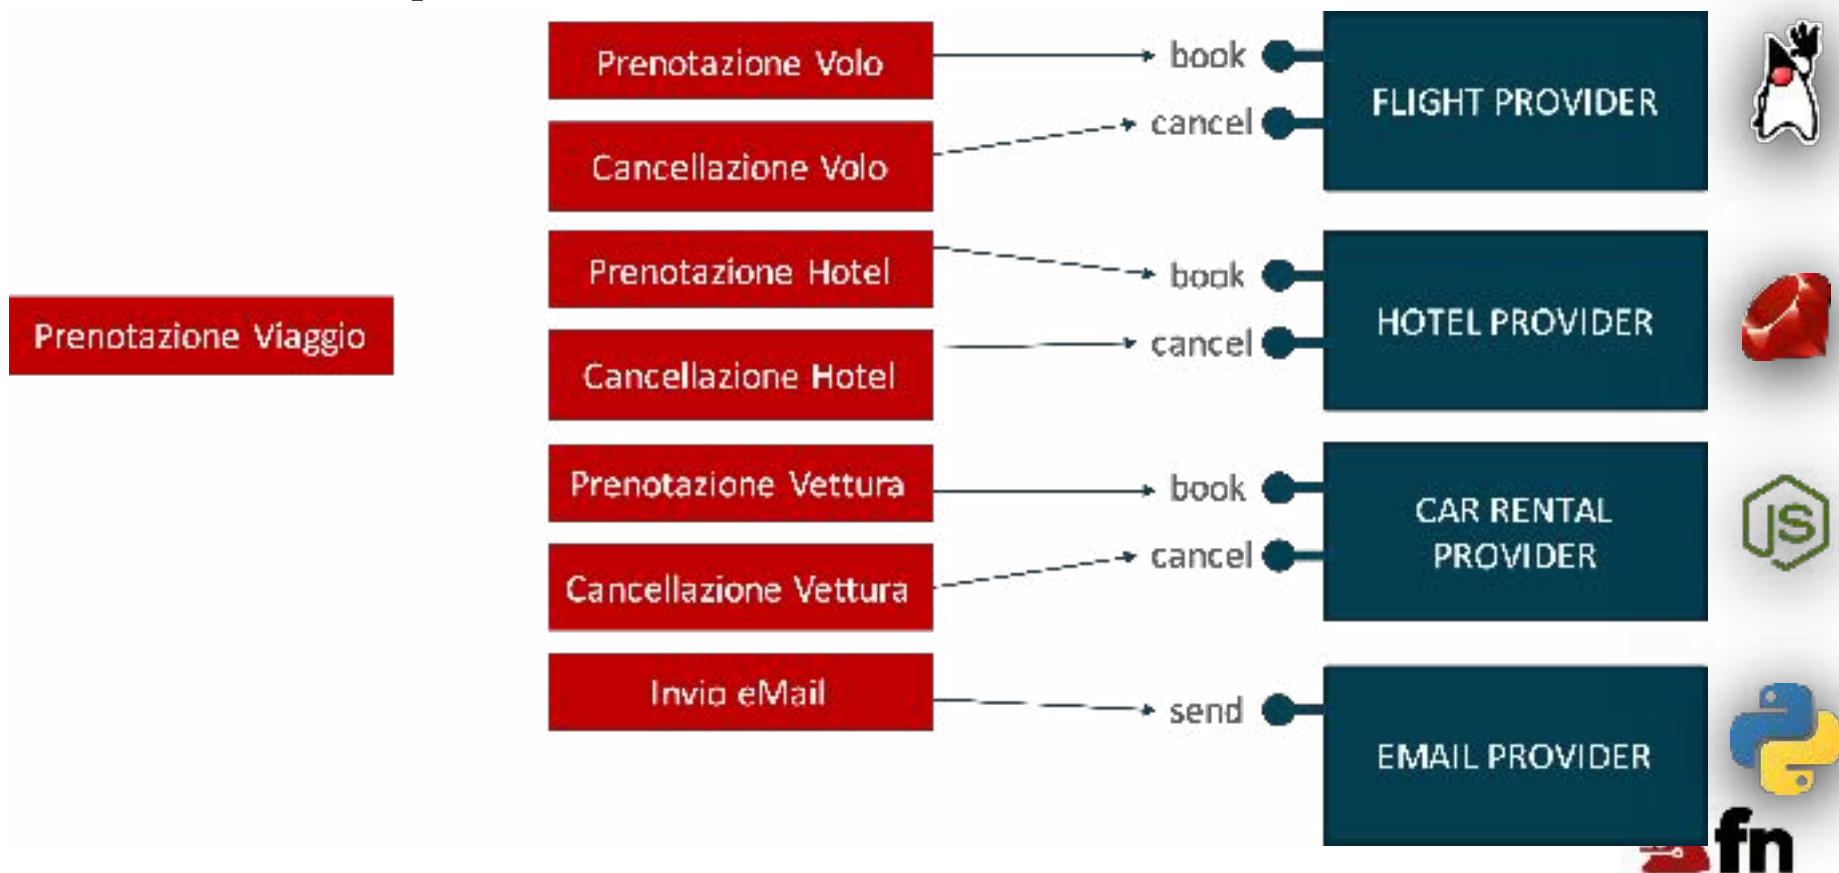 Prenotazione Volo
book
FLIGHT PROVIDER
cancel
Cancellazione Volo
Prenotazione Hotel
book
HOTEL PROVIDER
cancel
Cancellazione Hotel
Prenotazione Viaggio
Prenotazione Vettura
book
CAR RENTAL
PROVIDER
cancel
Cancellazione Vettura
JS
Invio eMail
send
EMAIL PROVIDER
fn